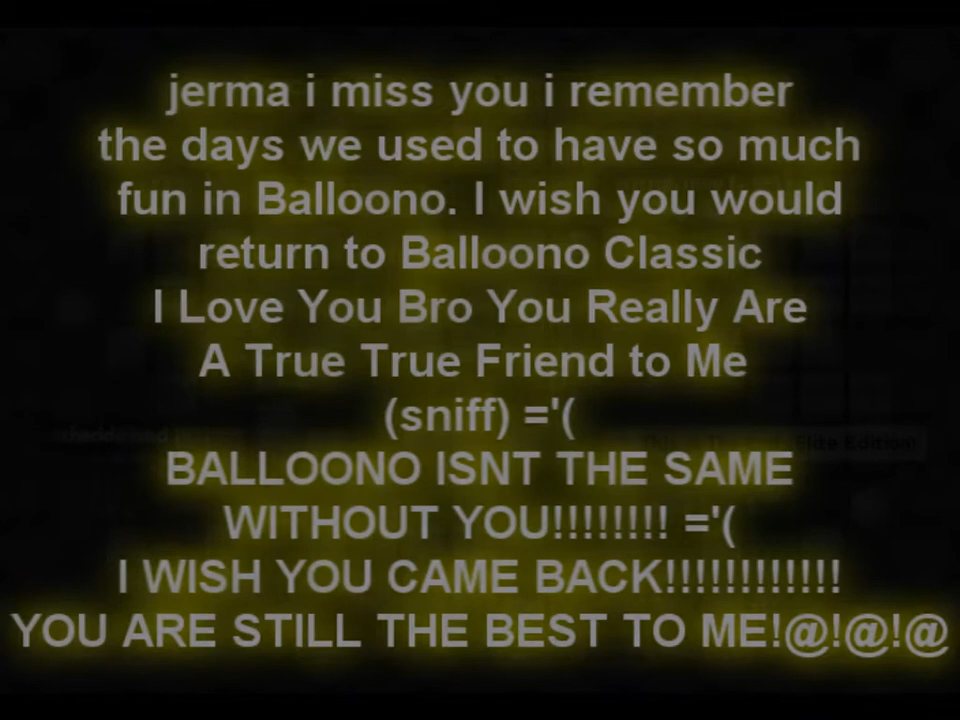 jerma i miss you i remember
the days we used to have so much
fun in Balloono. I wish you would
return to Balloono Classic
I Love You Bro You Really Are
A True True Friend to Me
(sniff) ='(
Elite Edition!
BALLOONO ISNT THE SAME
WITHOUT YOU!!!!!!!! ='(
I WISH YOU CAME BACK!!!!!!!!!!!!
YOU ARE STILL THE BEST TO ME!@!@!@